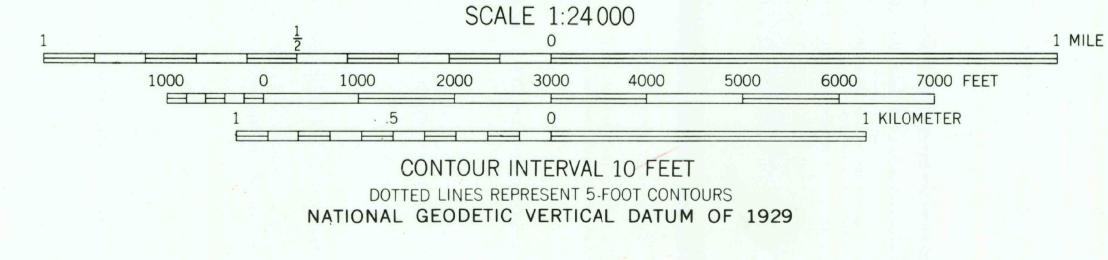 SCALE 1:24 000
1 ½ 0 1 MILE
1000 0 1000 2000 3000 4000 5000 6000 7000 FEET
1 .5 0 1 KILOMETER
CONTOUR INTERVAL 10 FEET
DOTTED LINES REPRESENT 5-FOOT CONTOURS
NATIONAL GEODETIC VERTICAL DATUM OF 1929